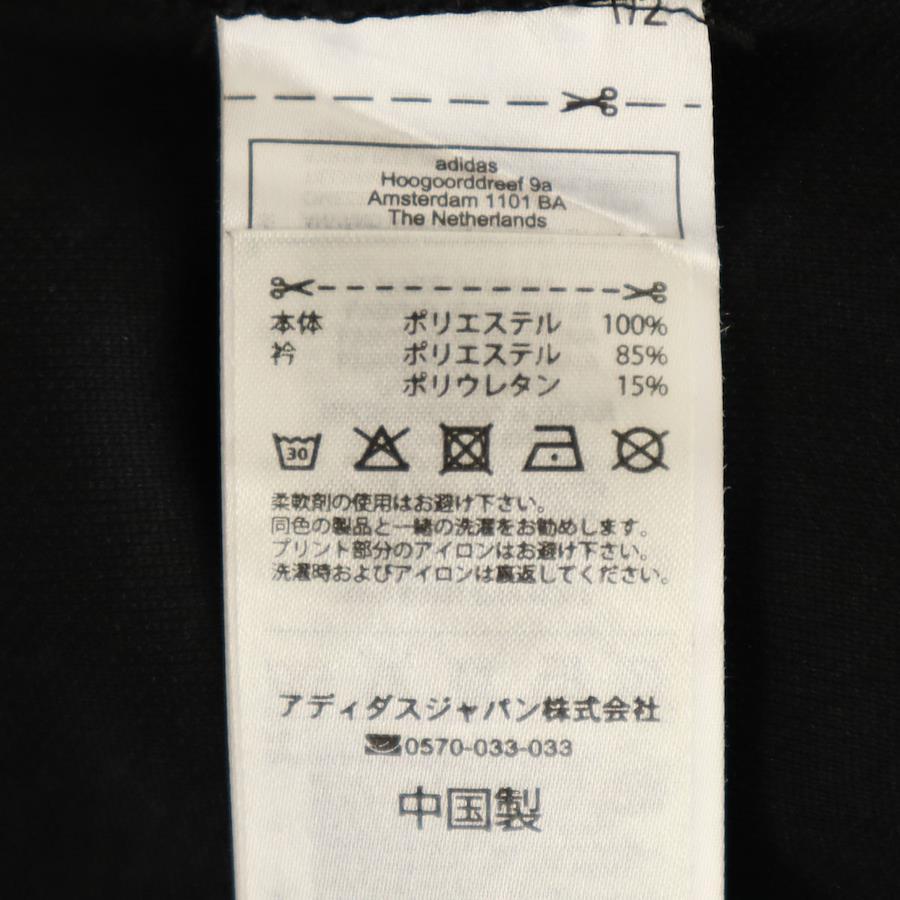 adidas
Hoogoorddreef 9a
Amsterdam 1101 BA
The Netherlands
本体 ポリエステル 100%
衿 ポリエステル 85%
ポリウレタン 15%
30
柔軟剤の使用はお避け下さい。
同色の製品と一緒の洗濯をお勧めします。
プリント部分のアイロンはお避け下さい。
洗濯時およびアイロンは裏返してください。
アディダスジャパン株式会社
0570-033-033
中国製